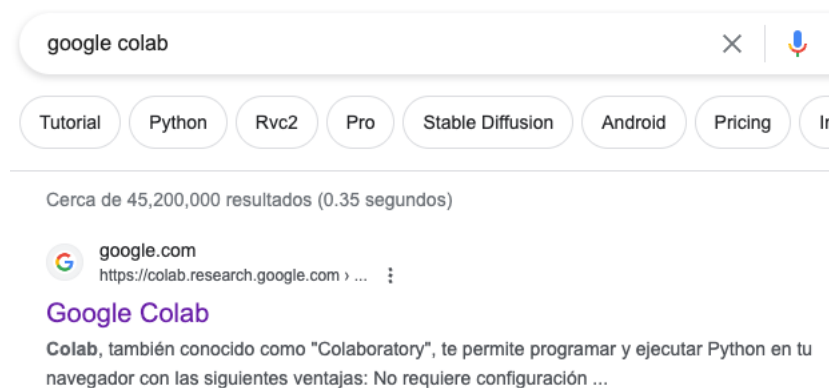 google colab
Tutorial Python Rvc2 Pro Stable Diffusion Android Pricing
Cerca de 45,200,000 resultados (0.35 segundos)
google.com
https://colab.research.google.com › ...
Google Colab
Colab, también conocido como "Colaboratory", te permite programar y ejecutar Python en tu
navegador con las siguientes ventajas: No requiere configuración ...